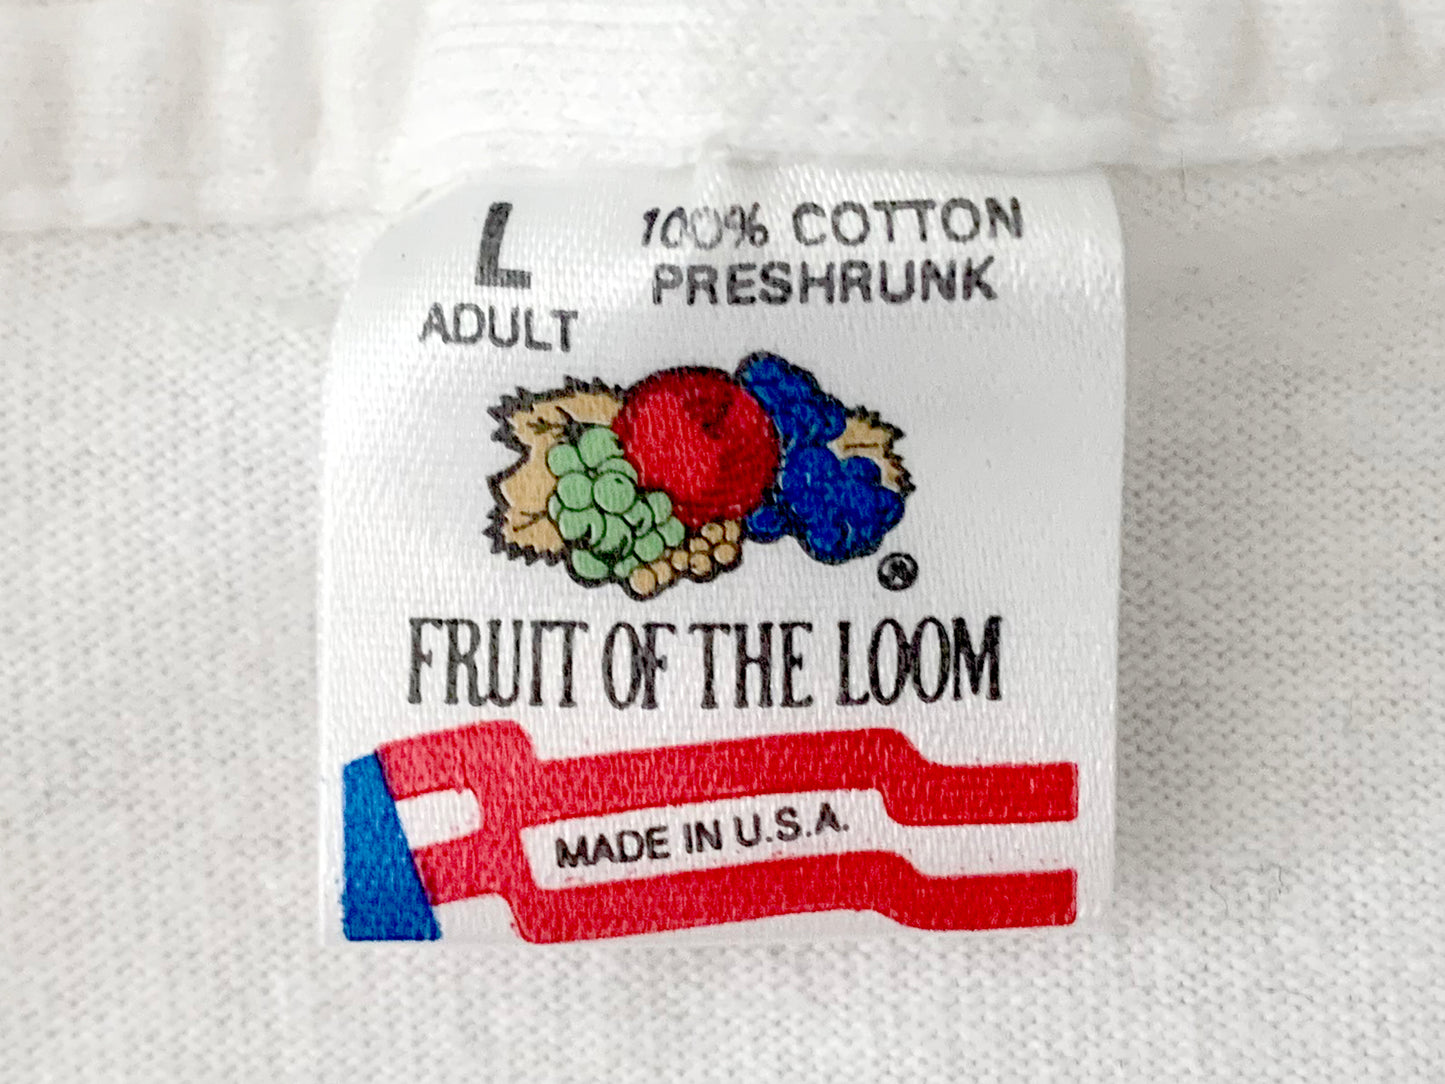 L
ADULT
100% COTTON
PRESHRUNK
®
FRUIT OF THE LOOM
MADE IN U.S.A.